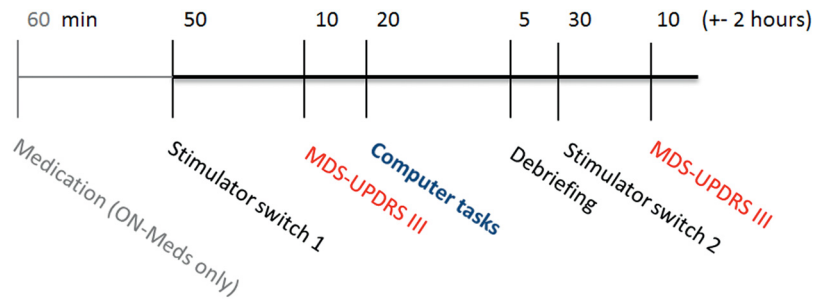 60 min 50 10 20 5 30 10 (+- 2 hours)
Medication (ON-Meds only)
Stimulator switch 1
MDS-UPDRS III
Computer tasks
Debriefing
Stimulator switch 2
MDS-UPDRS III